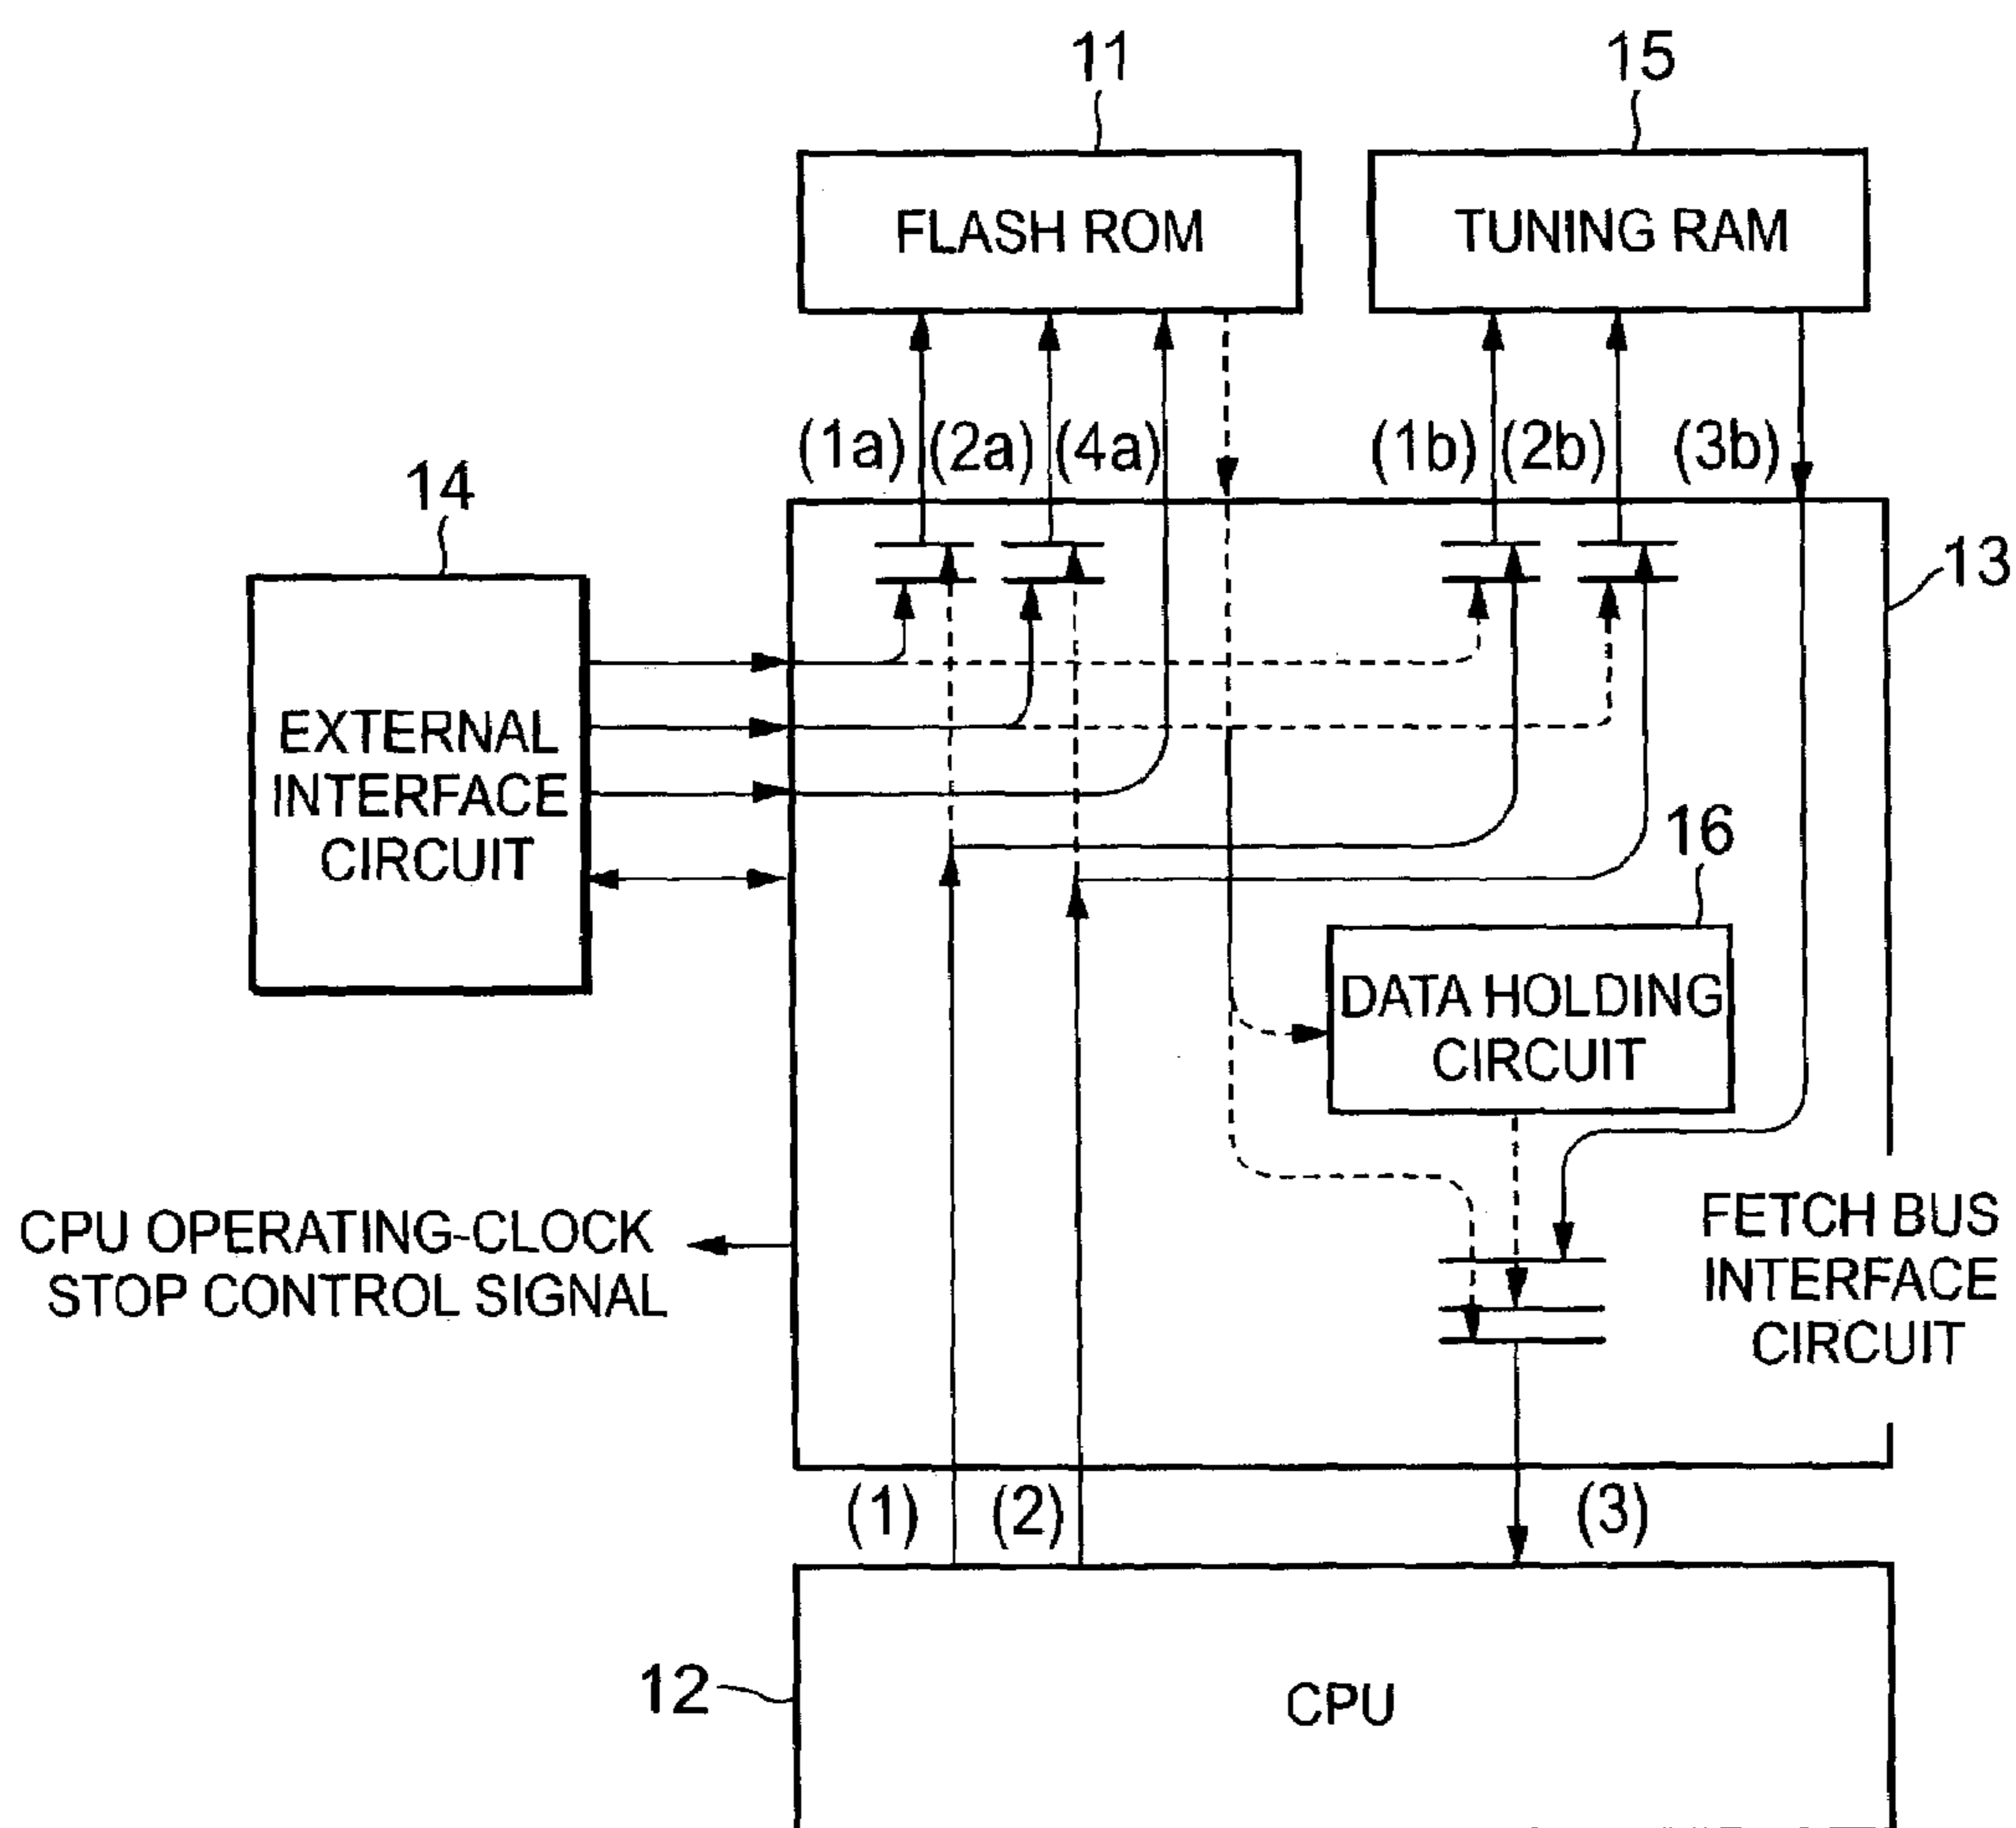 11
15
FLASH ROM
TUNING RAM
(1a) (2a) (4a)
(1b) (2b) (3b)
14
13
EXTERNAL
INTERFACE
CIRCUIT
16
DATA HOLDING
CIRCUIT
CPU OPERATING-CLOCK
STOP CONTROL SIGNAL
FETCH BUS
INTERFACE
CIRCUIT
(1) (2) (3)
12
CPU